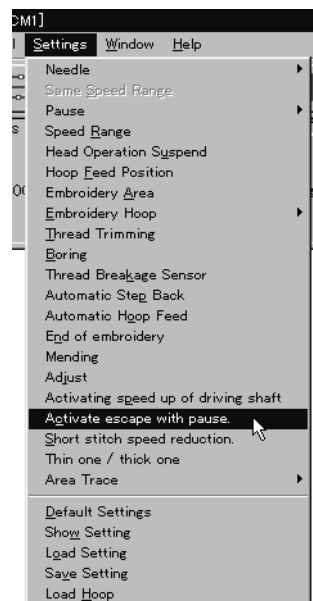 CM1]
Settings Window Help
Needle
Same Speed Range
Pause
Speed Range
Head Operation Suspend
Hoop Feed Position
Embroidery Area
Embroidery Hoop
Thread Trimming
Boring
Thread Breakage Sensor
Automatic Step Back
Automatic Hoop Feed
End of embroidery
Mending
Adjust
Activating speed up of driving shaft
Activate escape with pause.
Short stitch speed reduction.
Thin one / thick one
Area Trace
Default Settings
Show Setting
Load Setting
Save Setting
Load Hoop